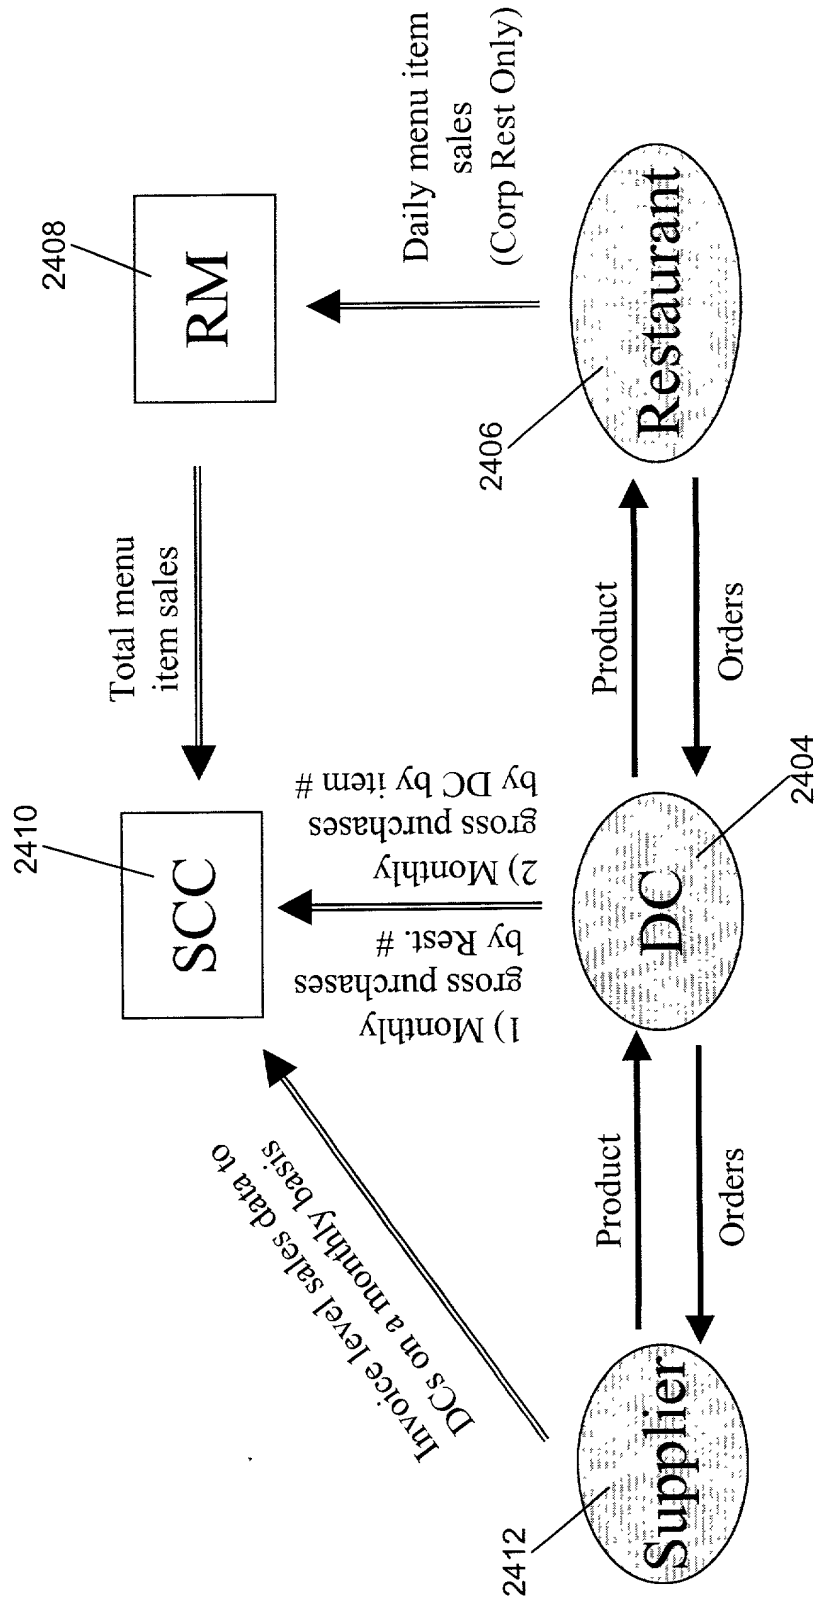 2410
SCC
2408
RM
Total menu
item sales
Invoice level sales data to
DCs on a monthly basis
1) Monthly
gross purchases
by Rest. #
2) Monthly
gross purchases
by DC by item #
Daily menu item
sales
((Corp Rest Only)
2412
Supplier
Product
Orders
DC
2404
Product
Orders
2406
Restaurant